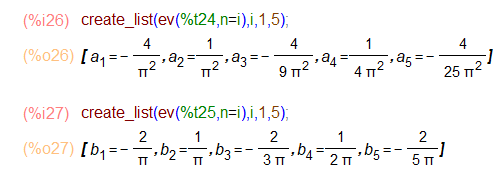 (%i26) create_list(ev(%t24,n=i),i,1,5);
(%o26) [a₁=-4/π²,a₂=1/π²,a₃=-4/(9 π²),a₄=1/(4 π²),a₅=-4/(25 π²)]
(%i27) create_list(ev(%t25,n=i),i,1,5);
(%o27) [b₁=-2/π,b₂=1/π,b₃=-2/(3 π),b₄=1/(2 π),b₅=-2/(5 π)]